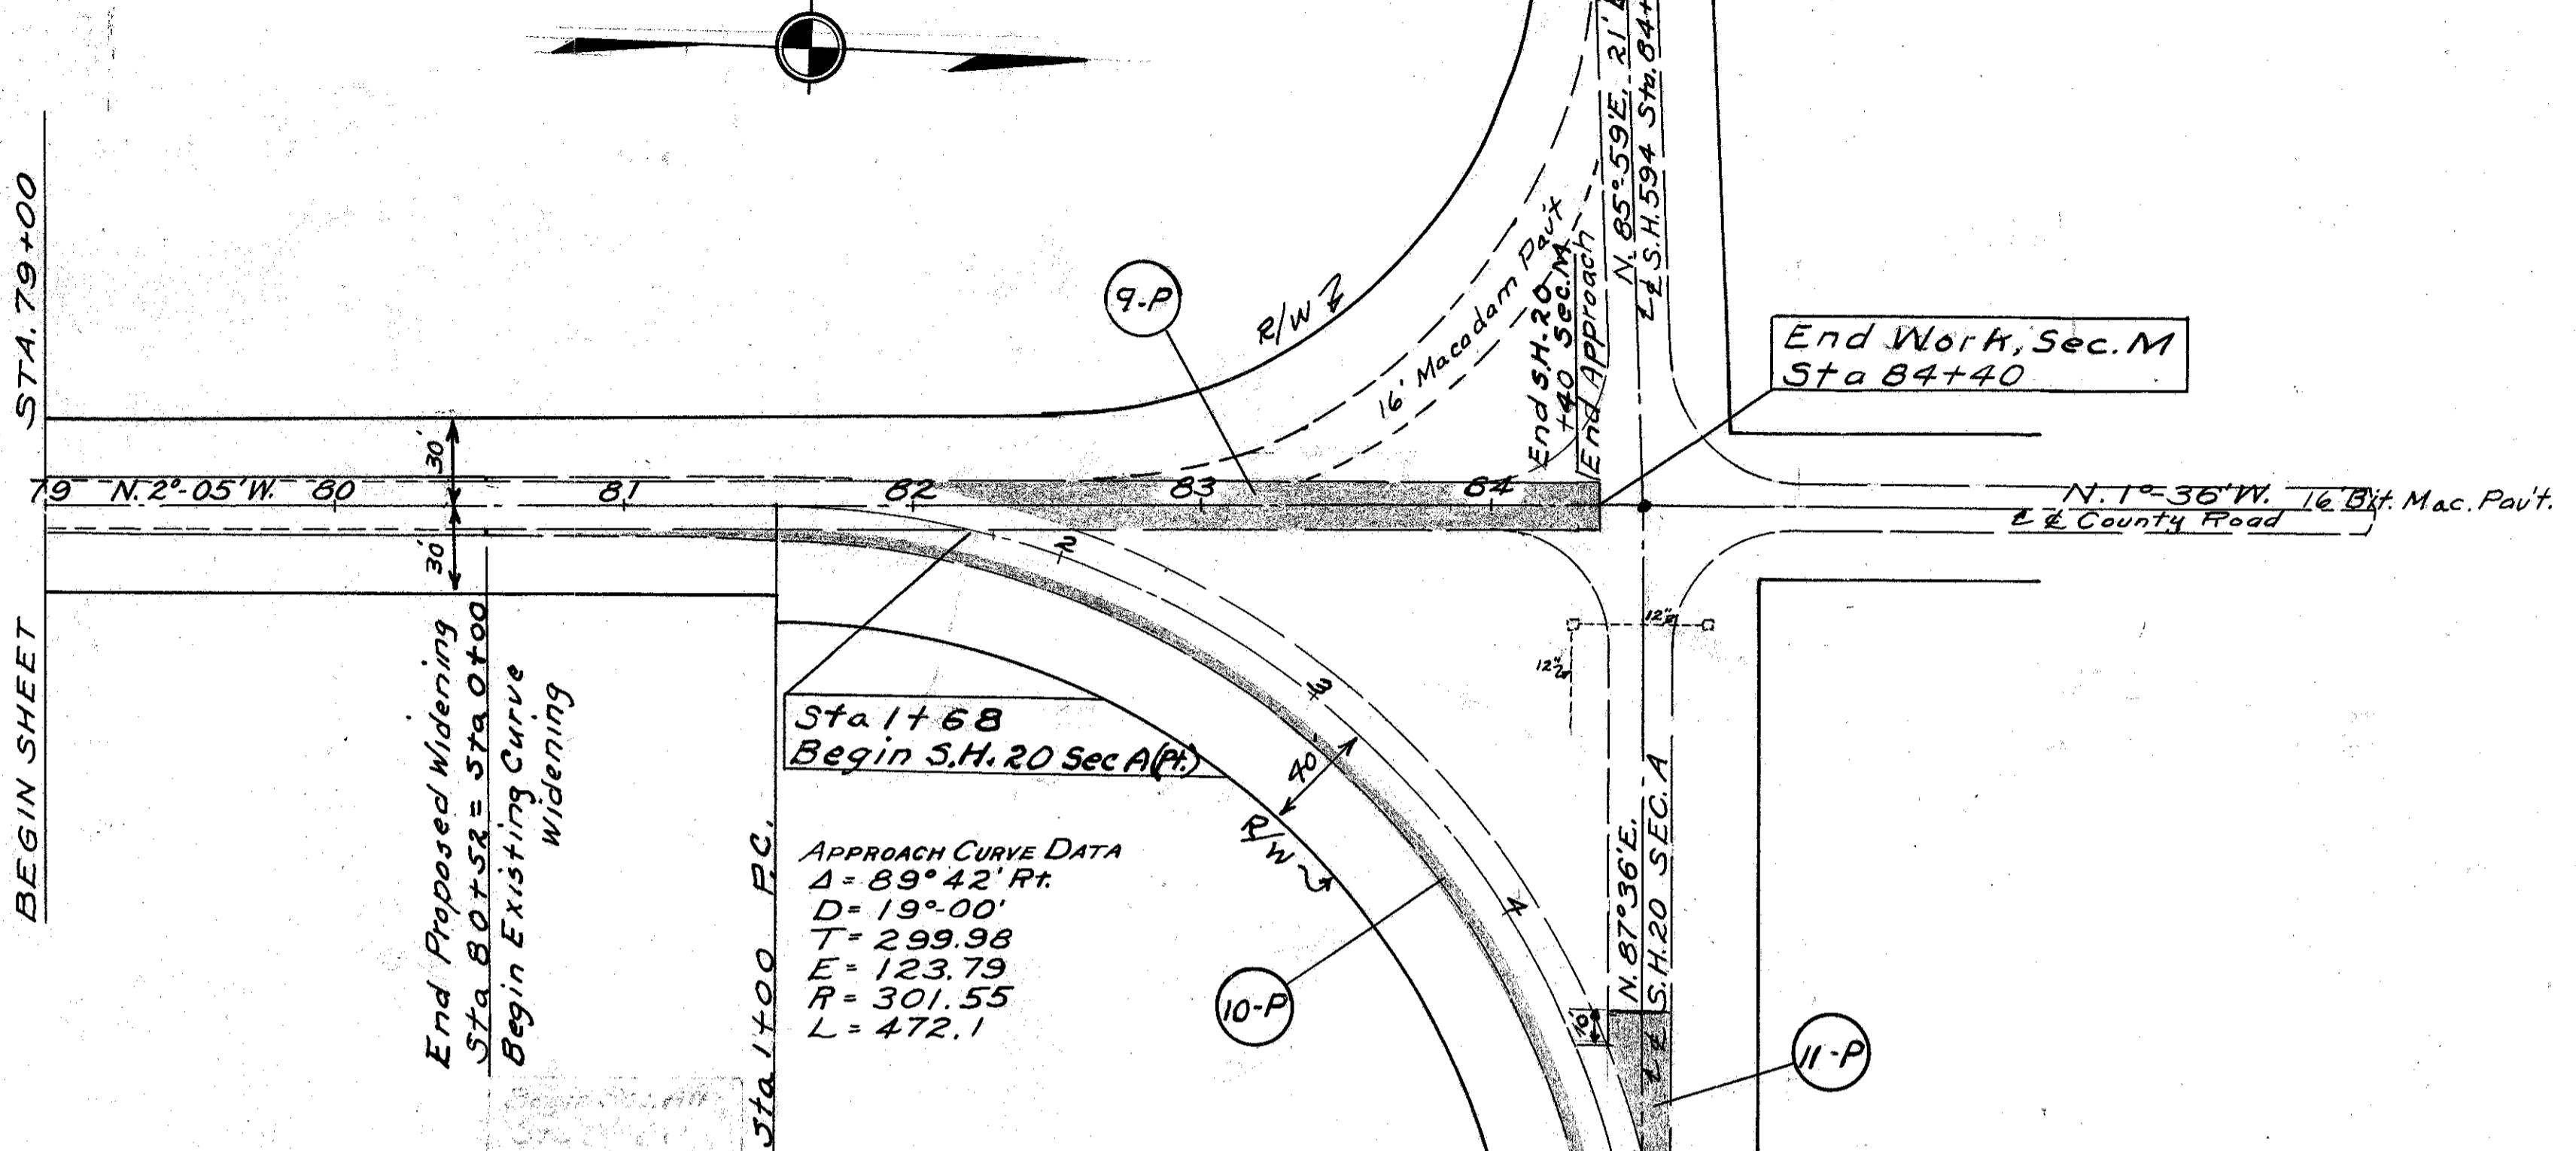 BEGIN SHEET
STA. 79+00
79 N. 2°-05'W. 80 81 82 83 84
30'
30'
End Proposed Widening
Sta 80+52 = Sta 0+00
Begin Existing Curve
Widening
Sta 1+00 P.C.
9-P
R/W
16' Macadam Pav't
End S.H. 20
+40 Sec. M
End Approach
N. 85°-59'E. 21'
S.H. 594 Sta. 84+
End Work, Sec. M
Sta 84+40
N. 1°-36'W. 16' Bit. Mac. Pav't.
℄ County Road
2
3
4
12"
12"
Sta 1+68
Begin S.H. 20 Sec A (Pt.)
40'
R/W
APPROACH CURVE DATA
Δ = 89°42' Rt.
D = 19°-00'
T = 299.98
E = 123.79
R = 301.55
L = 472.1
10-P
N. 87°36'E.
S.H. 20 SEC. A
10'
11-P